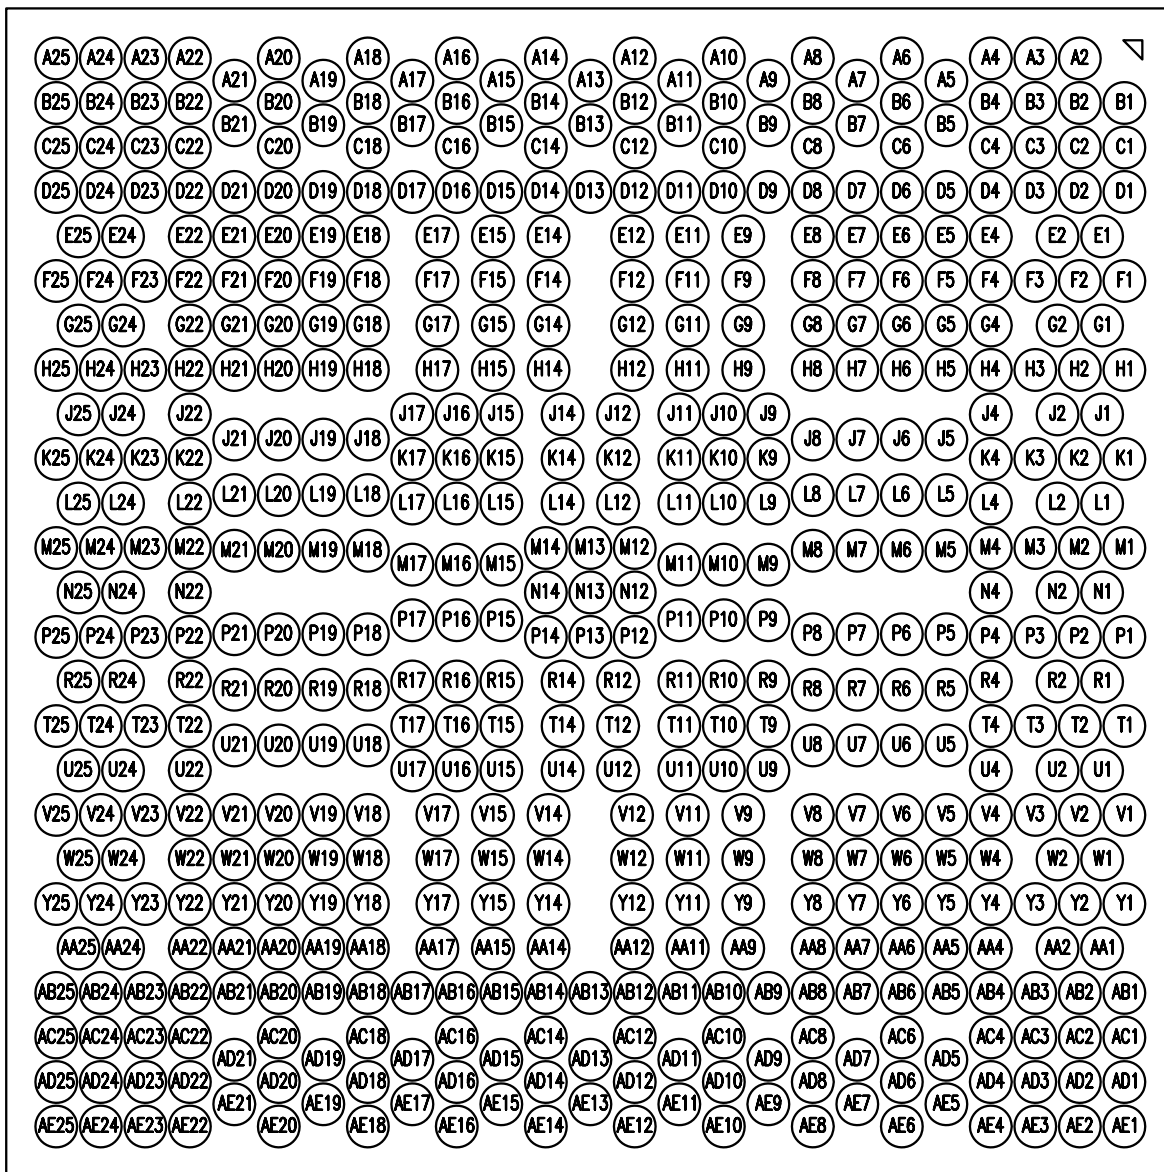 A25 A24 A23 A22 A20 A18 A16 A14 A12 A10 A8 A6 A4 A3 A2
A21 A19 A17 A15 A13 A11 A9 A7 A5
B25 B24 B23 B22 B20 B18 B16 B14 B12 B10 B8 B6 B4 B3 B2 B1
B21 B19 B17 B15 B13 B11 B9 B7 B5
C25 C24 C23 C22 C20 C18 C16 C14 C12 C10 C8 C6 C4 C3 C2 C1
D25 D24 D23 D22 D21 D20 D19 D18 D17 D16 D15 D14 D13 D12 D11 D10 D9 D8 D7 D6 D5 D4 D3 D2 D1
E25 E24 E22 E21 E20 E19 E18 E17 E15 E14 E12 E11 E9 E8 E7 E6 E5 E4 E2 E1
F25 F24 F23 F22 F21 F20 F19 F18 F17 F15 F14 F12 F11 F9 F8 F7 F6 F5 F4 F3 F2 F1
G25 G24 G22 G21 G20 G19 G18 G17 G15 G14 G12 G11 G9 G8 G7 G6 G5 G4 G2 G1
H25 H24 H23 H22 H21 H20 H19 H18 H17 H15 H14 H12 H11 H9 H8 H7 H6 H5 H4 H3 H2 H1
J25 J24 J22 J17 J16 J15 J14 J12 J11 J10 J9 J4 J2 J1
J21 J20 J19 J18 J8 J7 J6 J5
K25 K24 K23 K22 K17 K16 K15 K14 K12 K11 K10 K9 K4 K3 K2 K1
L21 L20 L19 L18 L8 L7 L6 L5
L25 L24 L22 L17 L16 L15 L14 L12 L11 L10 L9 L4 L2 L1
M25 M24 M23 M22 M21 M20 M19 M18 M14 M13 M12 M8 M7 M6 M5 M4 M3 M2 M1
M17 M16 M15 M11 M10 M9
N25 N24 N22 N14 N13 N12 N4 N2 N1
P17 P16 P15 P11 P10 P9
P25 P24 P23 P22 P21 P20 P19 P18 P14 P13 P12 P8 P7 P6 P5 P4 P3 P2 P1
R25 R24 R22 R17 R16 R15 R14 R12 R11 R10 R9 R4 R2 R1
R21 R20 R19 R18 R8 R7 R6 R5
T25 T24 T23 T22 T17 T16 T15 T14 T12 T11 T10 T9 T4 T3 T2 T1
U21 U20 U19 U18 U8 U7 U6 U5
U25 U24 U22 U17 U16 U15 U14 U12 U11 U10 U9 U4 U2 U1
V25 V24 V23 V22 V21 V20 V19 V18 V17 V15 V14 V12 V11 V9 V8 V7 V6 V5 V4 V3 V2 V1
W25 W24 W22 W21 W20 W19 W18 W17 W15 W14 W12 W11 W9 W8 W7 W6 W5 W4 W2 W1
Y25 Y24 Y23 Y22 Y21 Y20 Y19 Y18 Y17 Y15 Y14 Y12 Y11 Y9 Y8 Y7 Y6 Y5 Y4 Y3 Y2 Y1
AA25 AA24 AA22 AA21 AA20 AA19 AA18 AA17 AA15 AA14 AA12 AA11 AA9 AA8 AA7 AA6 AA5 AA4 AA2 AA1
AB25 AB24 AB23 AB22 AB21 AB20 AB19 AB18 AB17 AB16 AB15 AB14 AB13 AB12 AB11 AB10 AB9 AB8 AB7 AB6 AB5 AB4 AB3 AB2 AB1
AC25 AC24 AC23 AC22 AC20 AC18 AC16 AC14 AC12 AC10 AC8 AC6 AC4 AC3 AC2 AC1
AD21 AD19 AD17 AD15 AD13 AD11 AD9 AD7 AD5
AD25 AD24 AD23 AD22 AD20 AD18 AD16 AD14 AD12 AD10 AD8 AD6 AD4 AD3 AD2 AD1
AE21 AE19 AE17 AE15 AE13 AE11 AE9 AE7 AE5
AE25 AE24 AE23 AE22 AE20 AE18 AE16 AE14 AE12 AE10 AE8 AE6 AE4 AE3 AE2 AE1